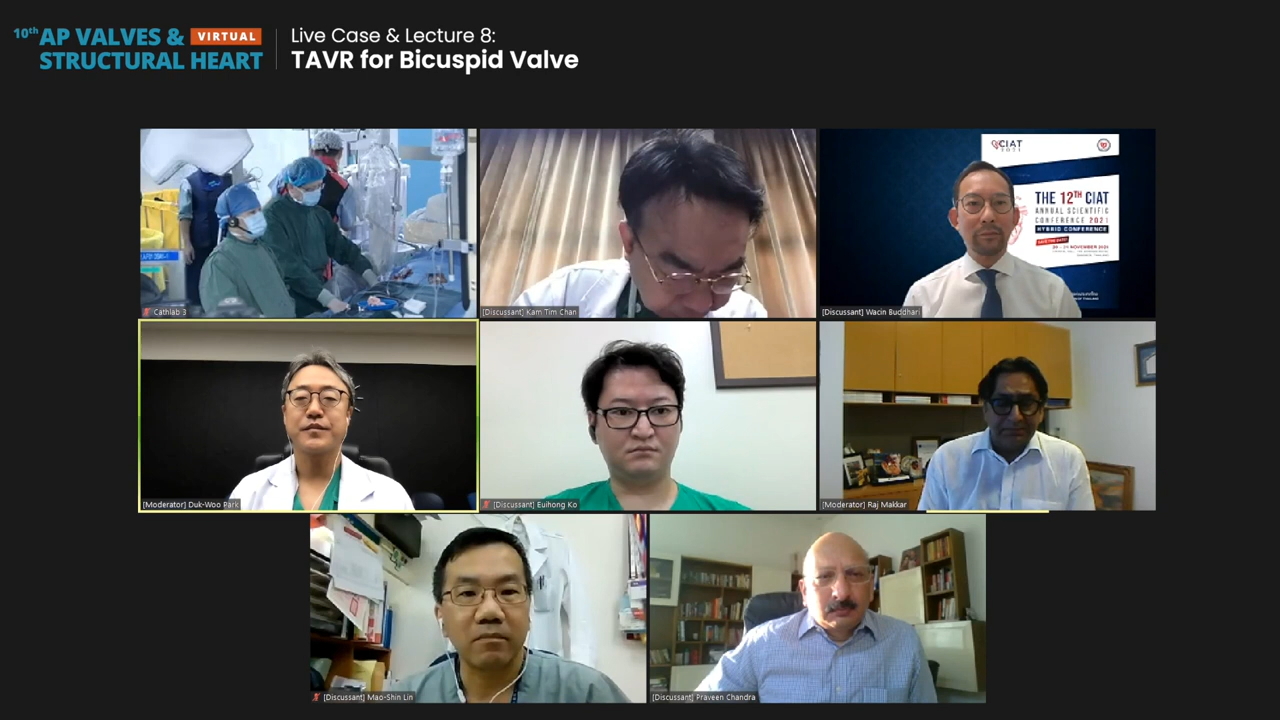 10th AP VALVES & VIRTUAL
STRUCTURAL HEART
Live Case & Lecture 8:
TAVR for Bicuspid Valve
Cathlab 3
[Discussant] Kam Tim Chan
CIAT
2021
THE 12TH CIAT
ANNUAL SCIENTIFIC
CONFERENCE 2021
HYBRID CONFERENCE
[Discussant] Wacin Buddhari
[Moderator] Duk-Woo Park
[Discussant] Euihong Ko
[Moderator] Raj Makkar
[Discussant] Mao-Shin Lin
[Discussant] Praveen Chandra